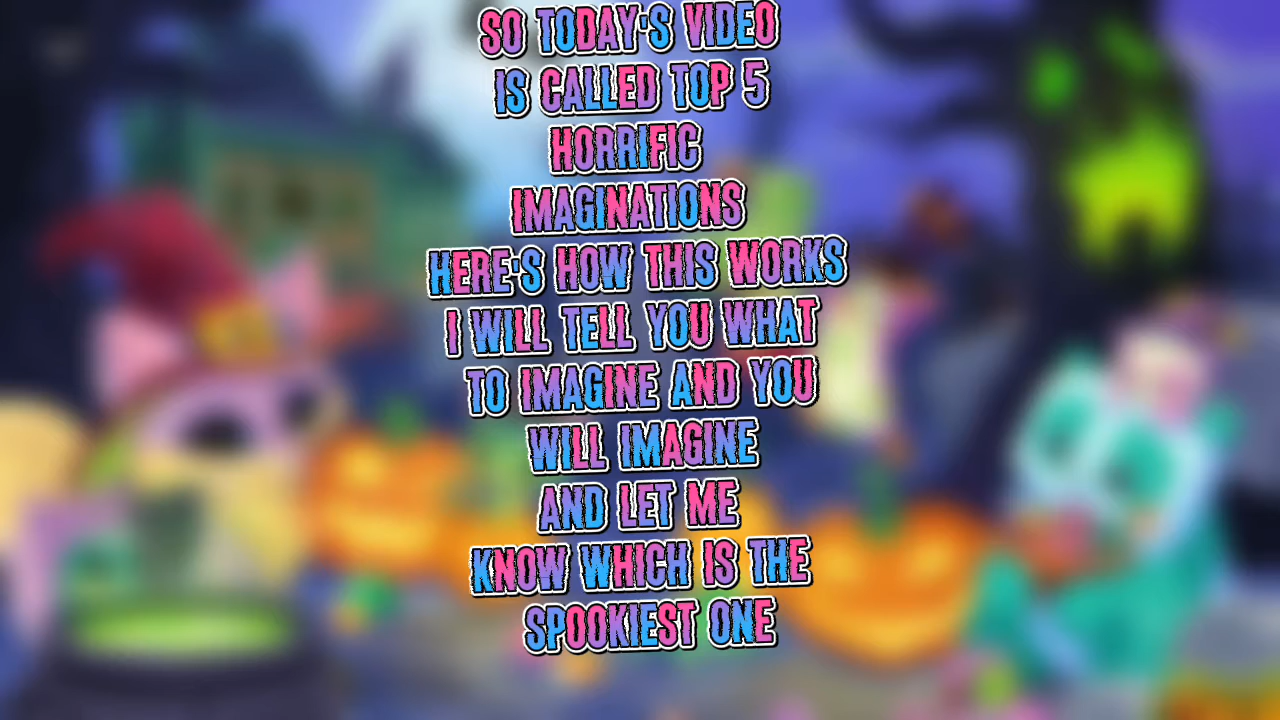 SO TODAY'S VIDEO
IS CALLED TOP 5
HORRIFIC
IMAGINATIONS
HERE'S HOW THIS WORKS
I WILL TELL YOU WHAT
TO IMAGINE AND YOU
WILL IMAGINE
AND LET ME
KNOW WHICH IS THE
SPOOKIEST ONE